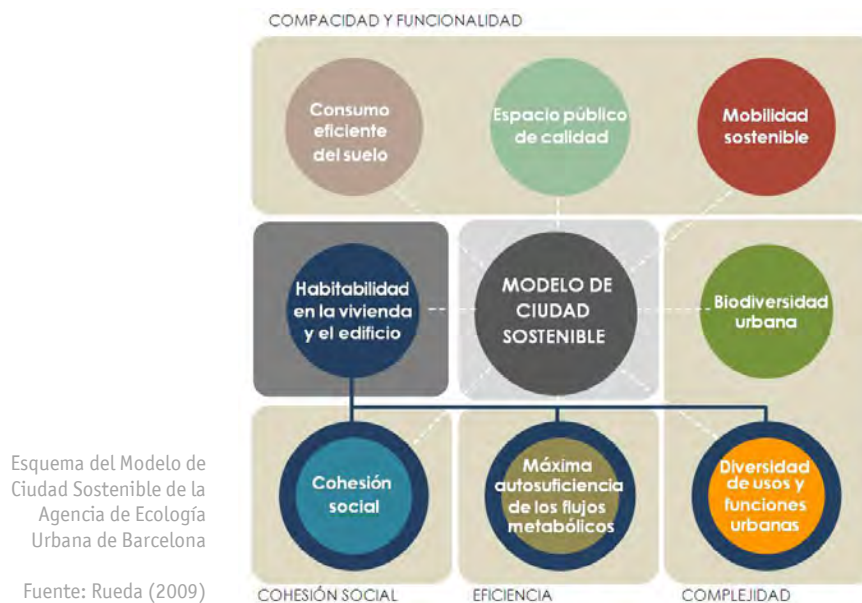 COMPACIDAD Y FUNCIONALIDAD
Consumo
eficiente
del suelo
Espacio público
de calidad
Mobilidad
sostenible
Habitabilidad
en la vivienda
y el edificio
MODELO DE
CIUDAD
SOSTENIBLE
Biodiversidad
urbana
Cohesión
social
Máxima
autosuficiencia
de los flujos
metabólicos
Diversidad
de usos y
funciones
urbanas
COHESIÓN SOCIAL
EFICIENCIA
COMPLEJIDAD
Esquema del Modelo de
Ciudad Sostenible de la
Agencia de Ecología
Urbana de Barcelona
Fuente: Rueda (2009)